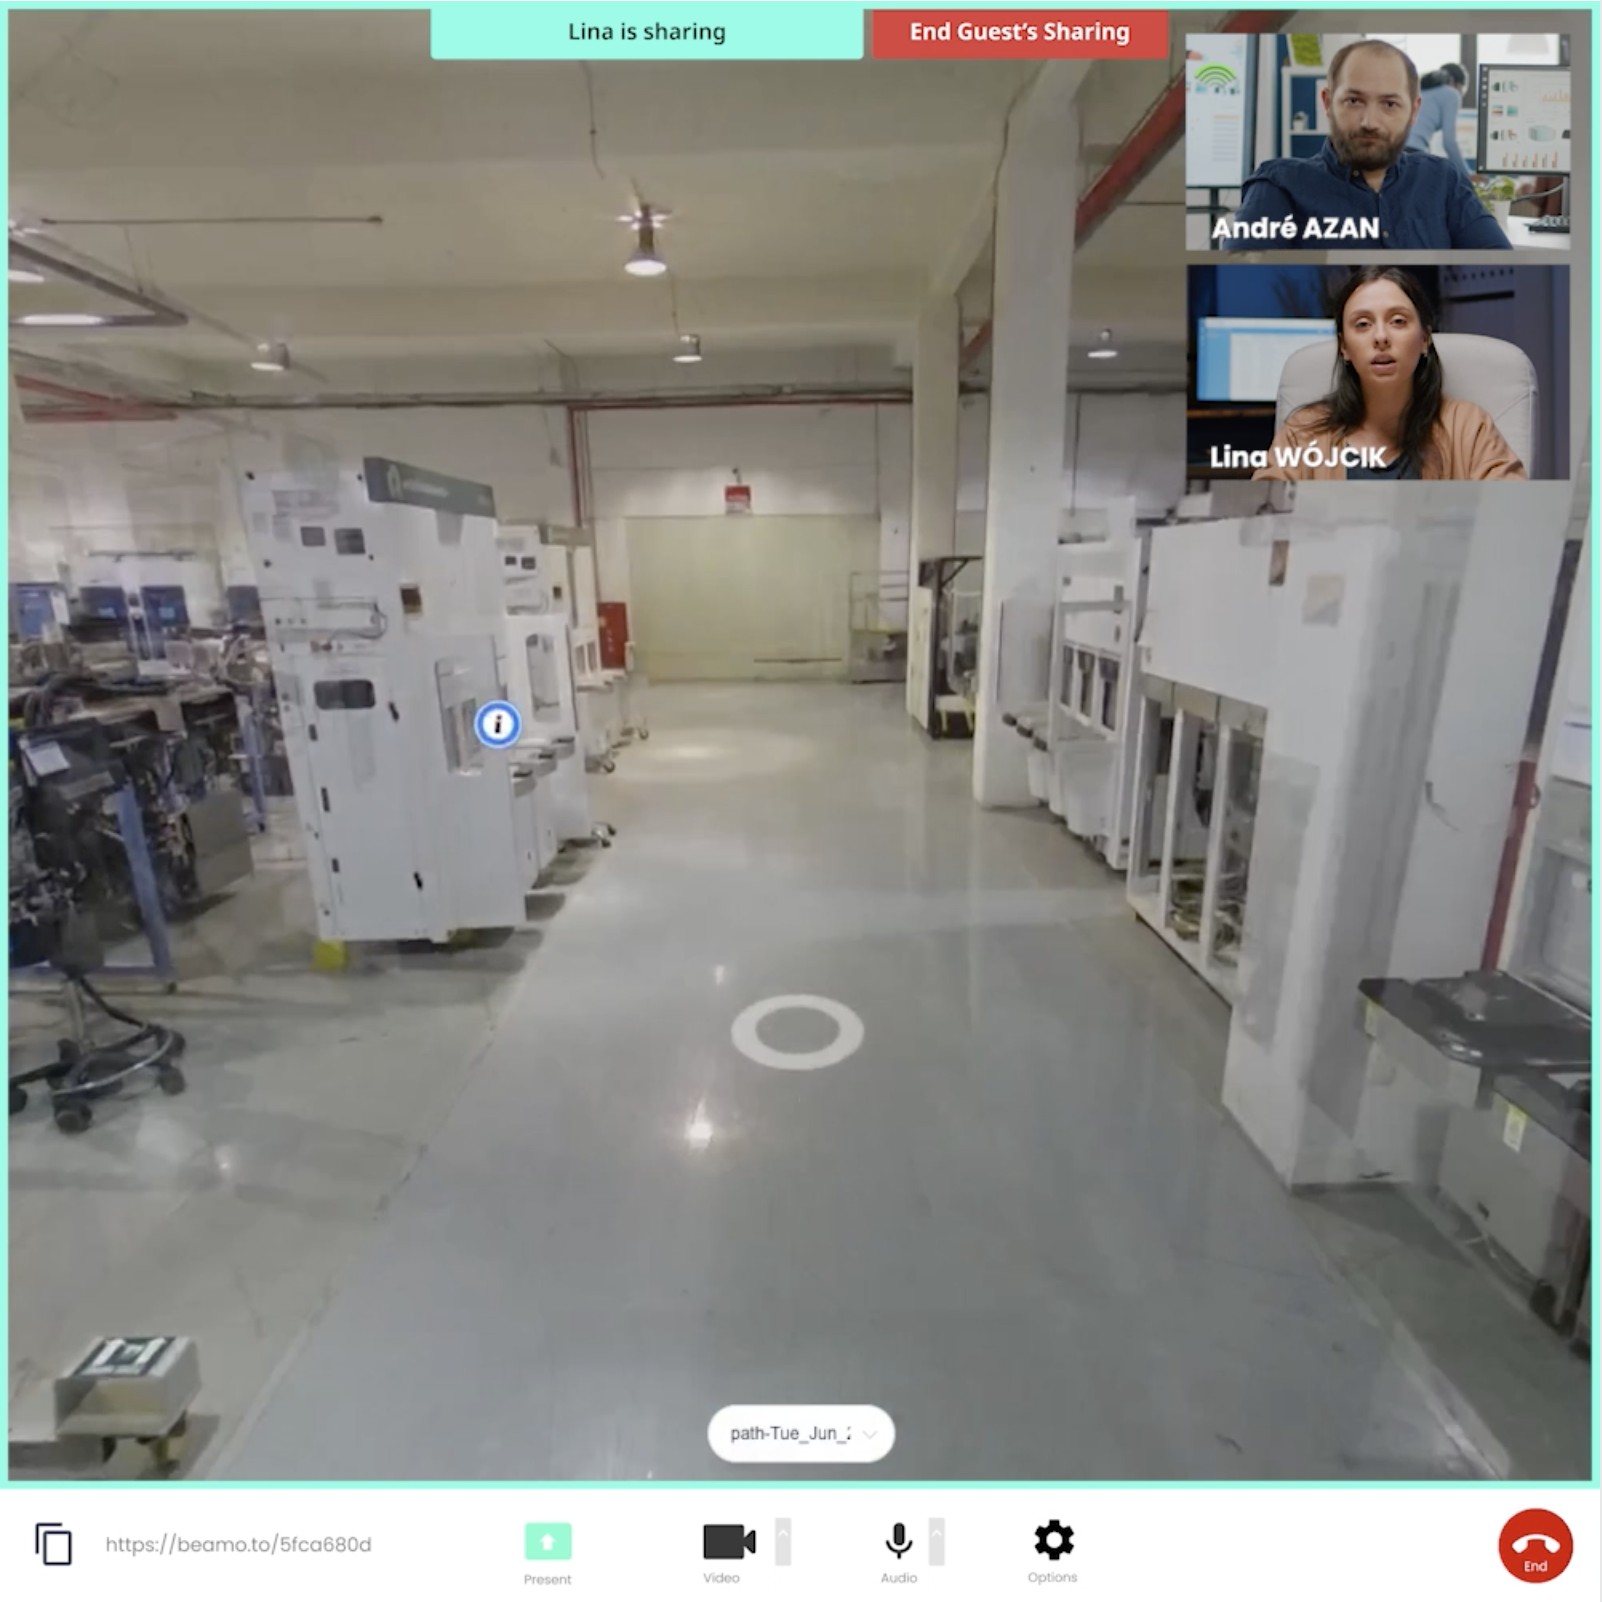 Lina is sharing
End Guest's Sharing
André AZAN
Lina WÓJCIK
i
path-Tue_Jun_
https://beamo.to/5fca680d
Present
Video
Audio
Options
End